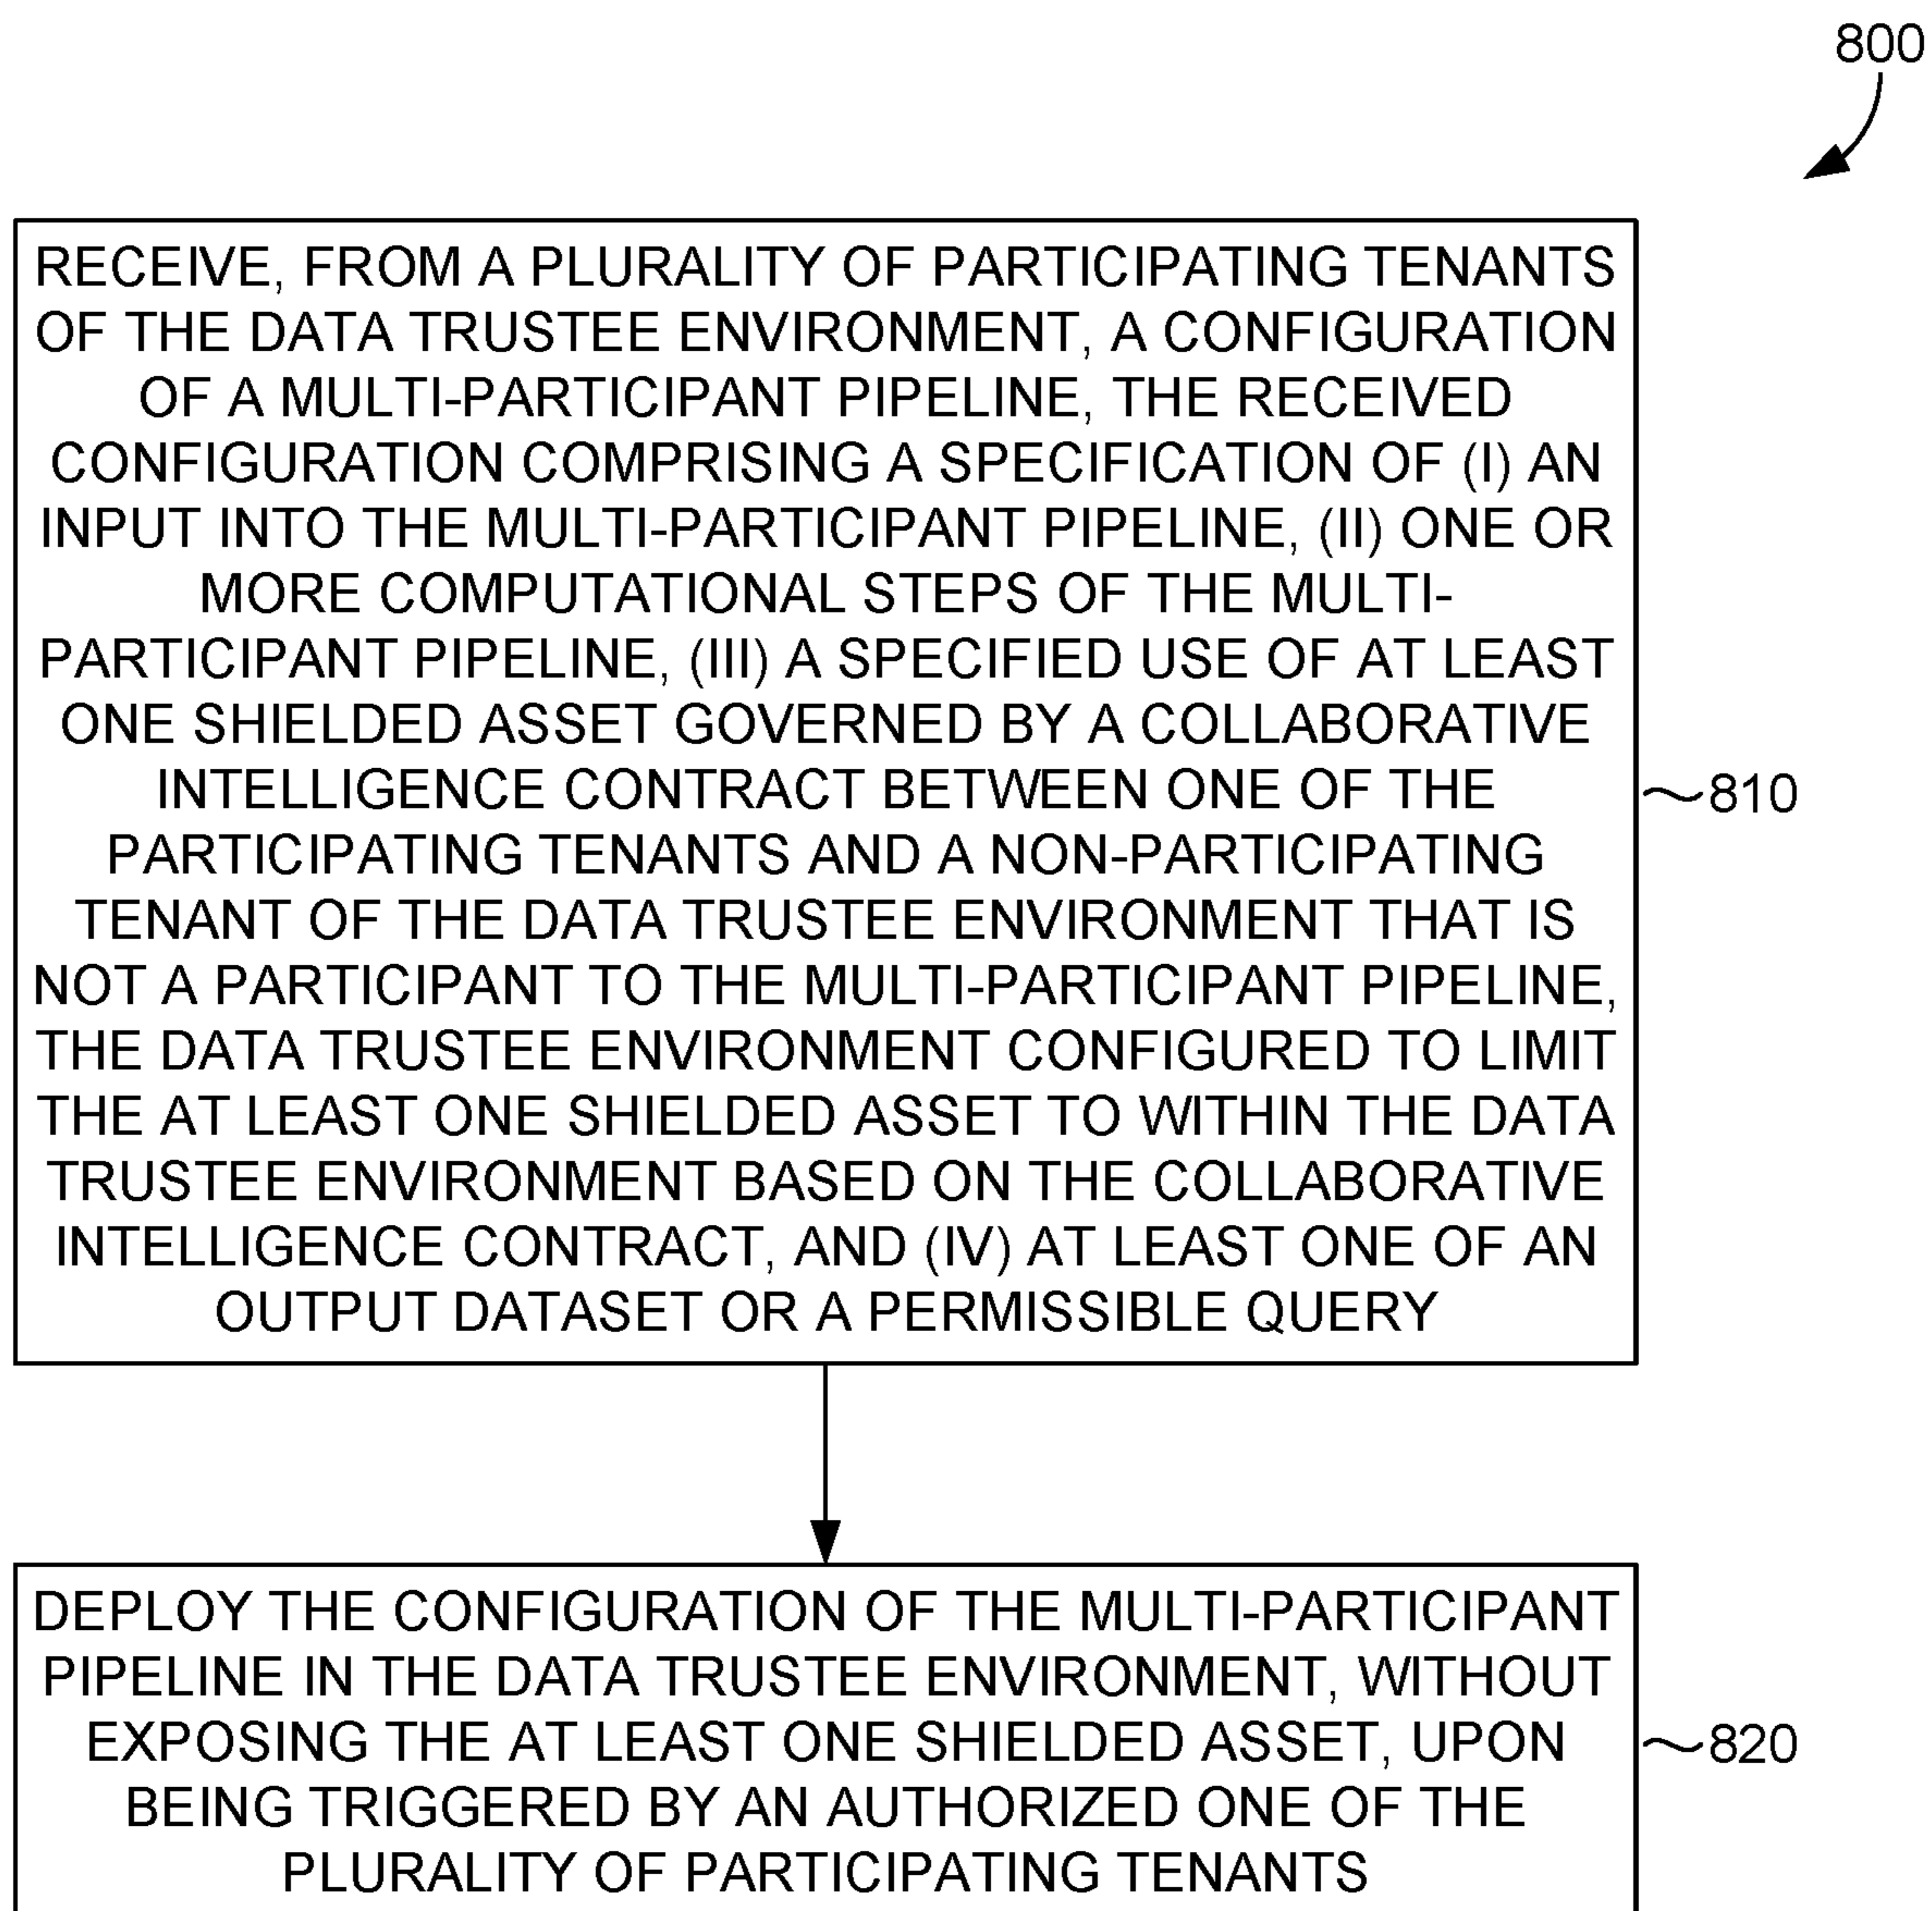 800
RECEIVE, FROM A PLURALITY OF PARTICIPATING TENANTS
OF THE DATA TRUSTEE ENVIRONMENT, A CONFIGURATION
OF A MULTI-PARTICIPANT PIPELINE, THE RECEIVED
CONFIGURATION COMPRISING A SPECIFICATION OF (I) AN
INPUT INTO THE MULTI-PARTICIPANT PIPELINE, (II) ONE OR
MORE COMPUTATIONAL STEPS OF THE MULTI-
PARTICIPANT PIPELINE, (III) A SPECIFIED USE OF AT LEAST
ONE SHIELDED ASSET GOVERNED BY A COLLABORATIVE
INTELLIGENCE CONTRACT BETWEEN ONE OF THE
PARTICIPATING TENANTS AND A NON-PARTICIPATING
TENANT OF THE DATA TRUSTEE ENVIRONMENT THAT IS
NOT A PARTICIPANT TO THE MULTI-PARTICIPANT PIPELINE,
THE DATA TRUSTEE ENVIRONMENT CONFIGURED TO LIMIT
THE AT LEAST ONE SHIELDED ASSET TO WITHIN THE DATA
TRUSTEE ENVIRONMENT BASED ON THE COLLABORATIVE
INTELLIGENCE CONTRACT, AND (IV) AT LEAST ONE OF AN
OUTPUT DATASET OR A PERMISSIBLE QUERY
810
DEPLOY THE CONFIGURATION OF THE MULTI-PARTICIPANT
PIPELINE IN THE DATA TRUSTEE ENVIRONMENT, WITHOUT
EXPOSING THE AT LEAST ONE SHIELDED ASSET, UPON
BEING TRIGGERED BY AN AUTHORIZED ONE OF THE
PLURALITY OF PARTICIPATING TENANTS
820